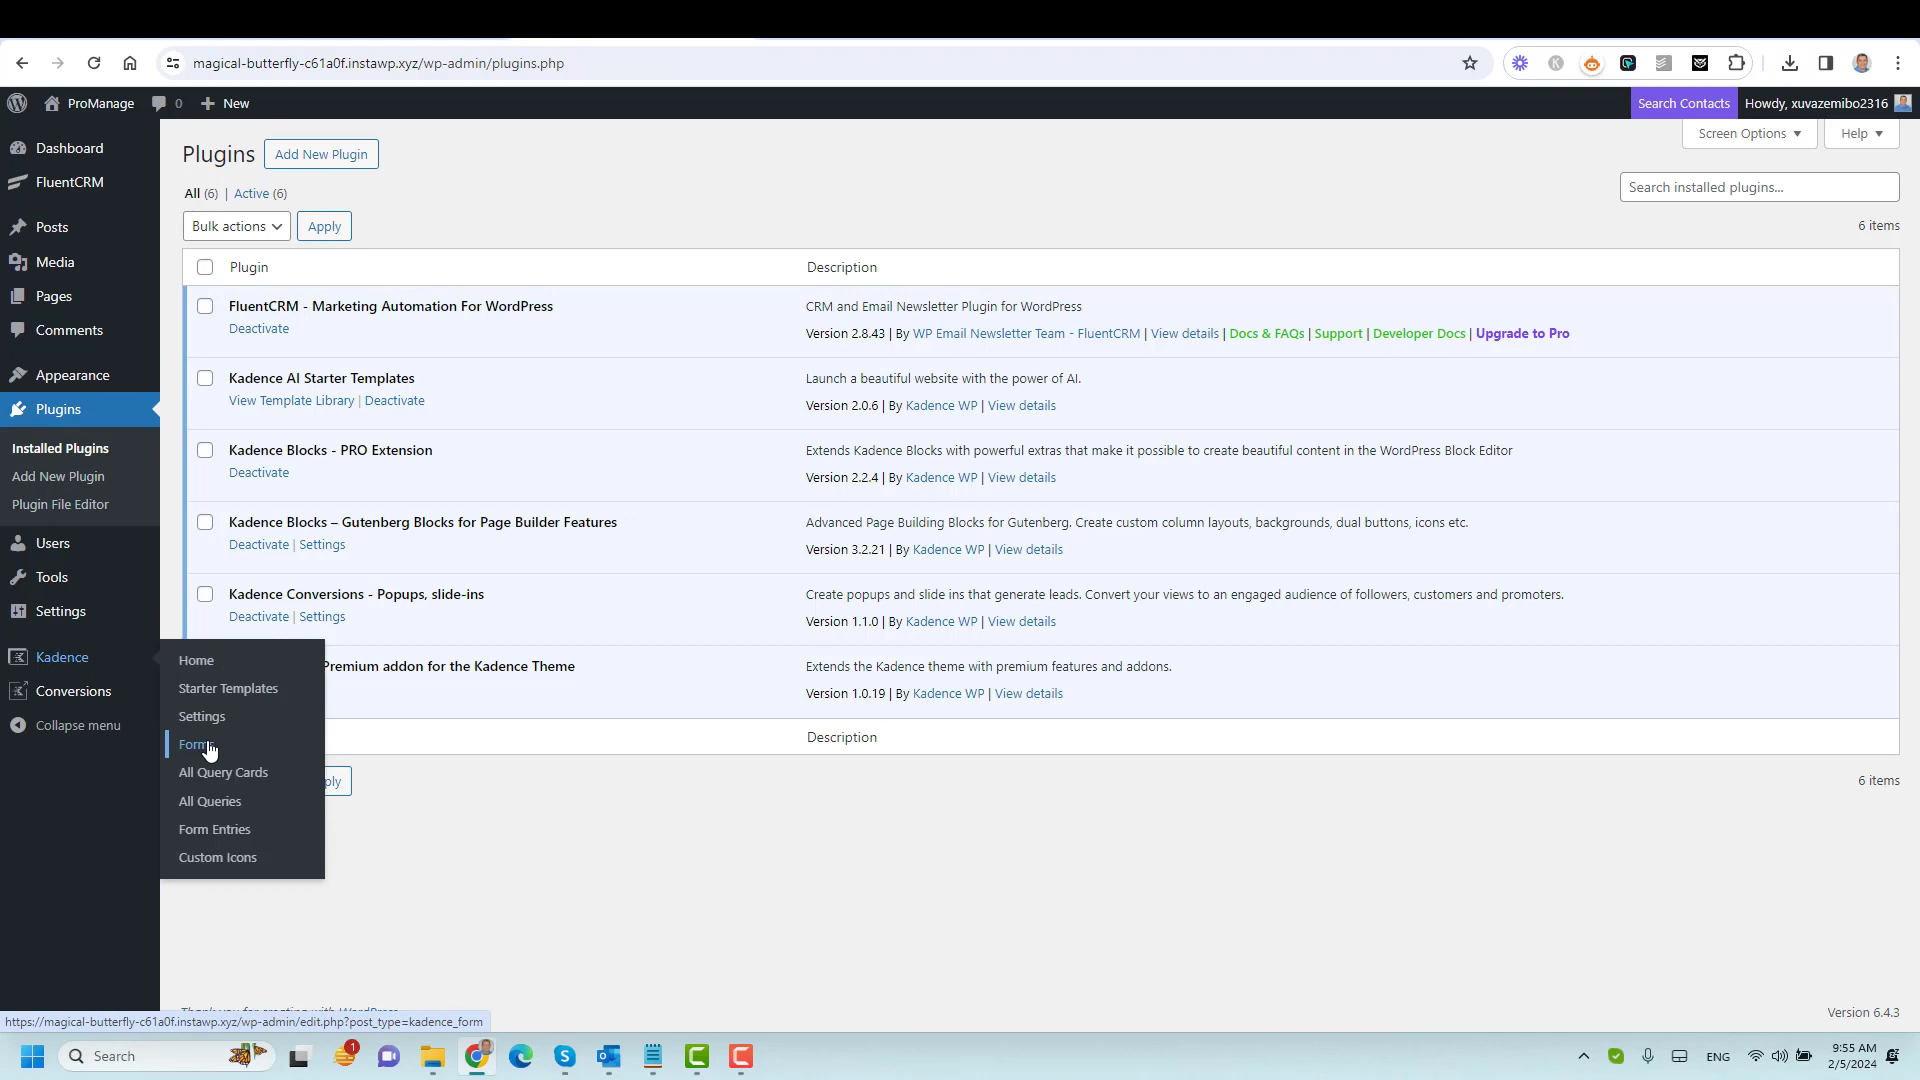 magical-butterfly-c61a0f.instawp.xyz/wp-admin/plugins.php
ProManage 0 New
Search Contacts Howdy, xuvazemibo2316
Dashboard
FluentCRM
Posts
Media
Pages
Comments
Appearance
Plugins
Installed Plugins
Add New Plugin
Plugin File Editor
Users
Tools
Settings
Kadence
Conversions
Collapse menu
Home
Starter Templates
Settings
Forms
All Query Cards
All Queries
Form Entries
Custom Icons
Screen Options Help
Plugins Add New Plugin
All (6) | Active (6)
Search installed plugins...
Bulk actions Apply
6 items
Plugin Description
FluentCRM - Marketing Automation For WordPress
Deactivate
CRM and Email Newsletter Plugin for WordPress
Version 2.8.43 | By WP Email Newsletter Team - FluentCRM | View details | Docs & FAQs | Support | Developer Docs | Upgrade to Pro
Kadence AI Starter Templates
View Template Library | Deactivate
Launch a beautiful website with the power of AI.
Version 2.0.6 | By Kadence WP | View details
Kadence Blocks - PRO Extension
Deactivate
Extends Kadence Blocks with powerful extras that make it possible to create beautiful content in the WordPress Block Editor
Version 2.2.4 | By Kadence WP | View details
Kadence Blocks – Gutenberg Blocks for Page Builder Features
Deactivate | Settings
Advanced Page Building Blocks for Gutenberg. Create custom column layouts, backgrounds, dual buttons, icons etc.
Version 3.2.21 | By Kadence WP | View details
Kadence Conversions - Popups, slide-ins
Deactivate | Settings
Create popups and slide ins that generate leads. Convert your views to an engaged audience of followers, customers and promoters.
Version 1.1.0 | By Kadence WP | View details
Premium addon for the Kadence Theme
Extends the Kadence theme with premium features and addons.
Version 1.0.19 | By Kadence WP | View details
Description
ply
6 items
Thank you for creating with WordPress.
Version 6.4.3
https://magical-butterfly-c61a0f.instawp.xyz/wp-admin/edit.php?post_type=kadence_form
Search
1
ENG
9:55 AM
2/5/2024